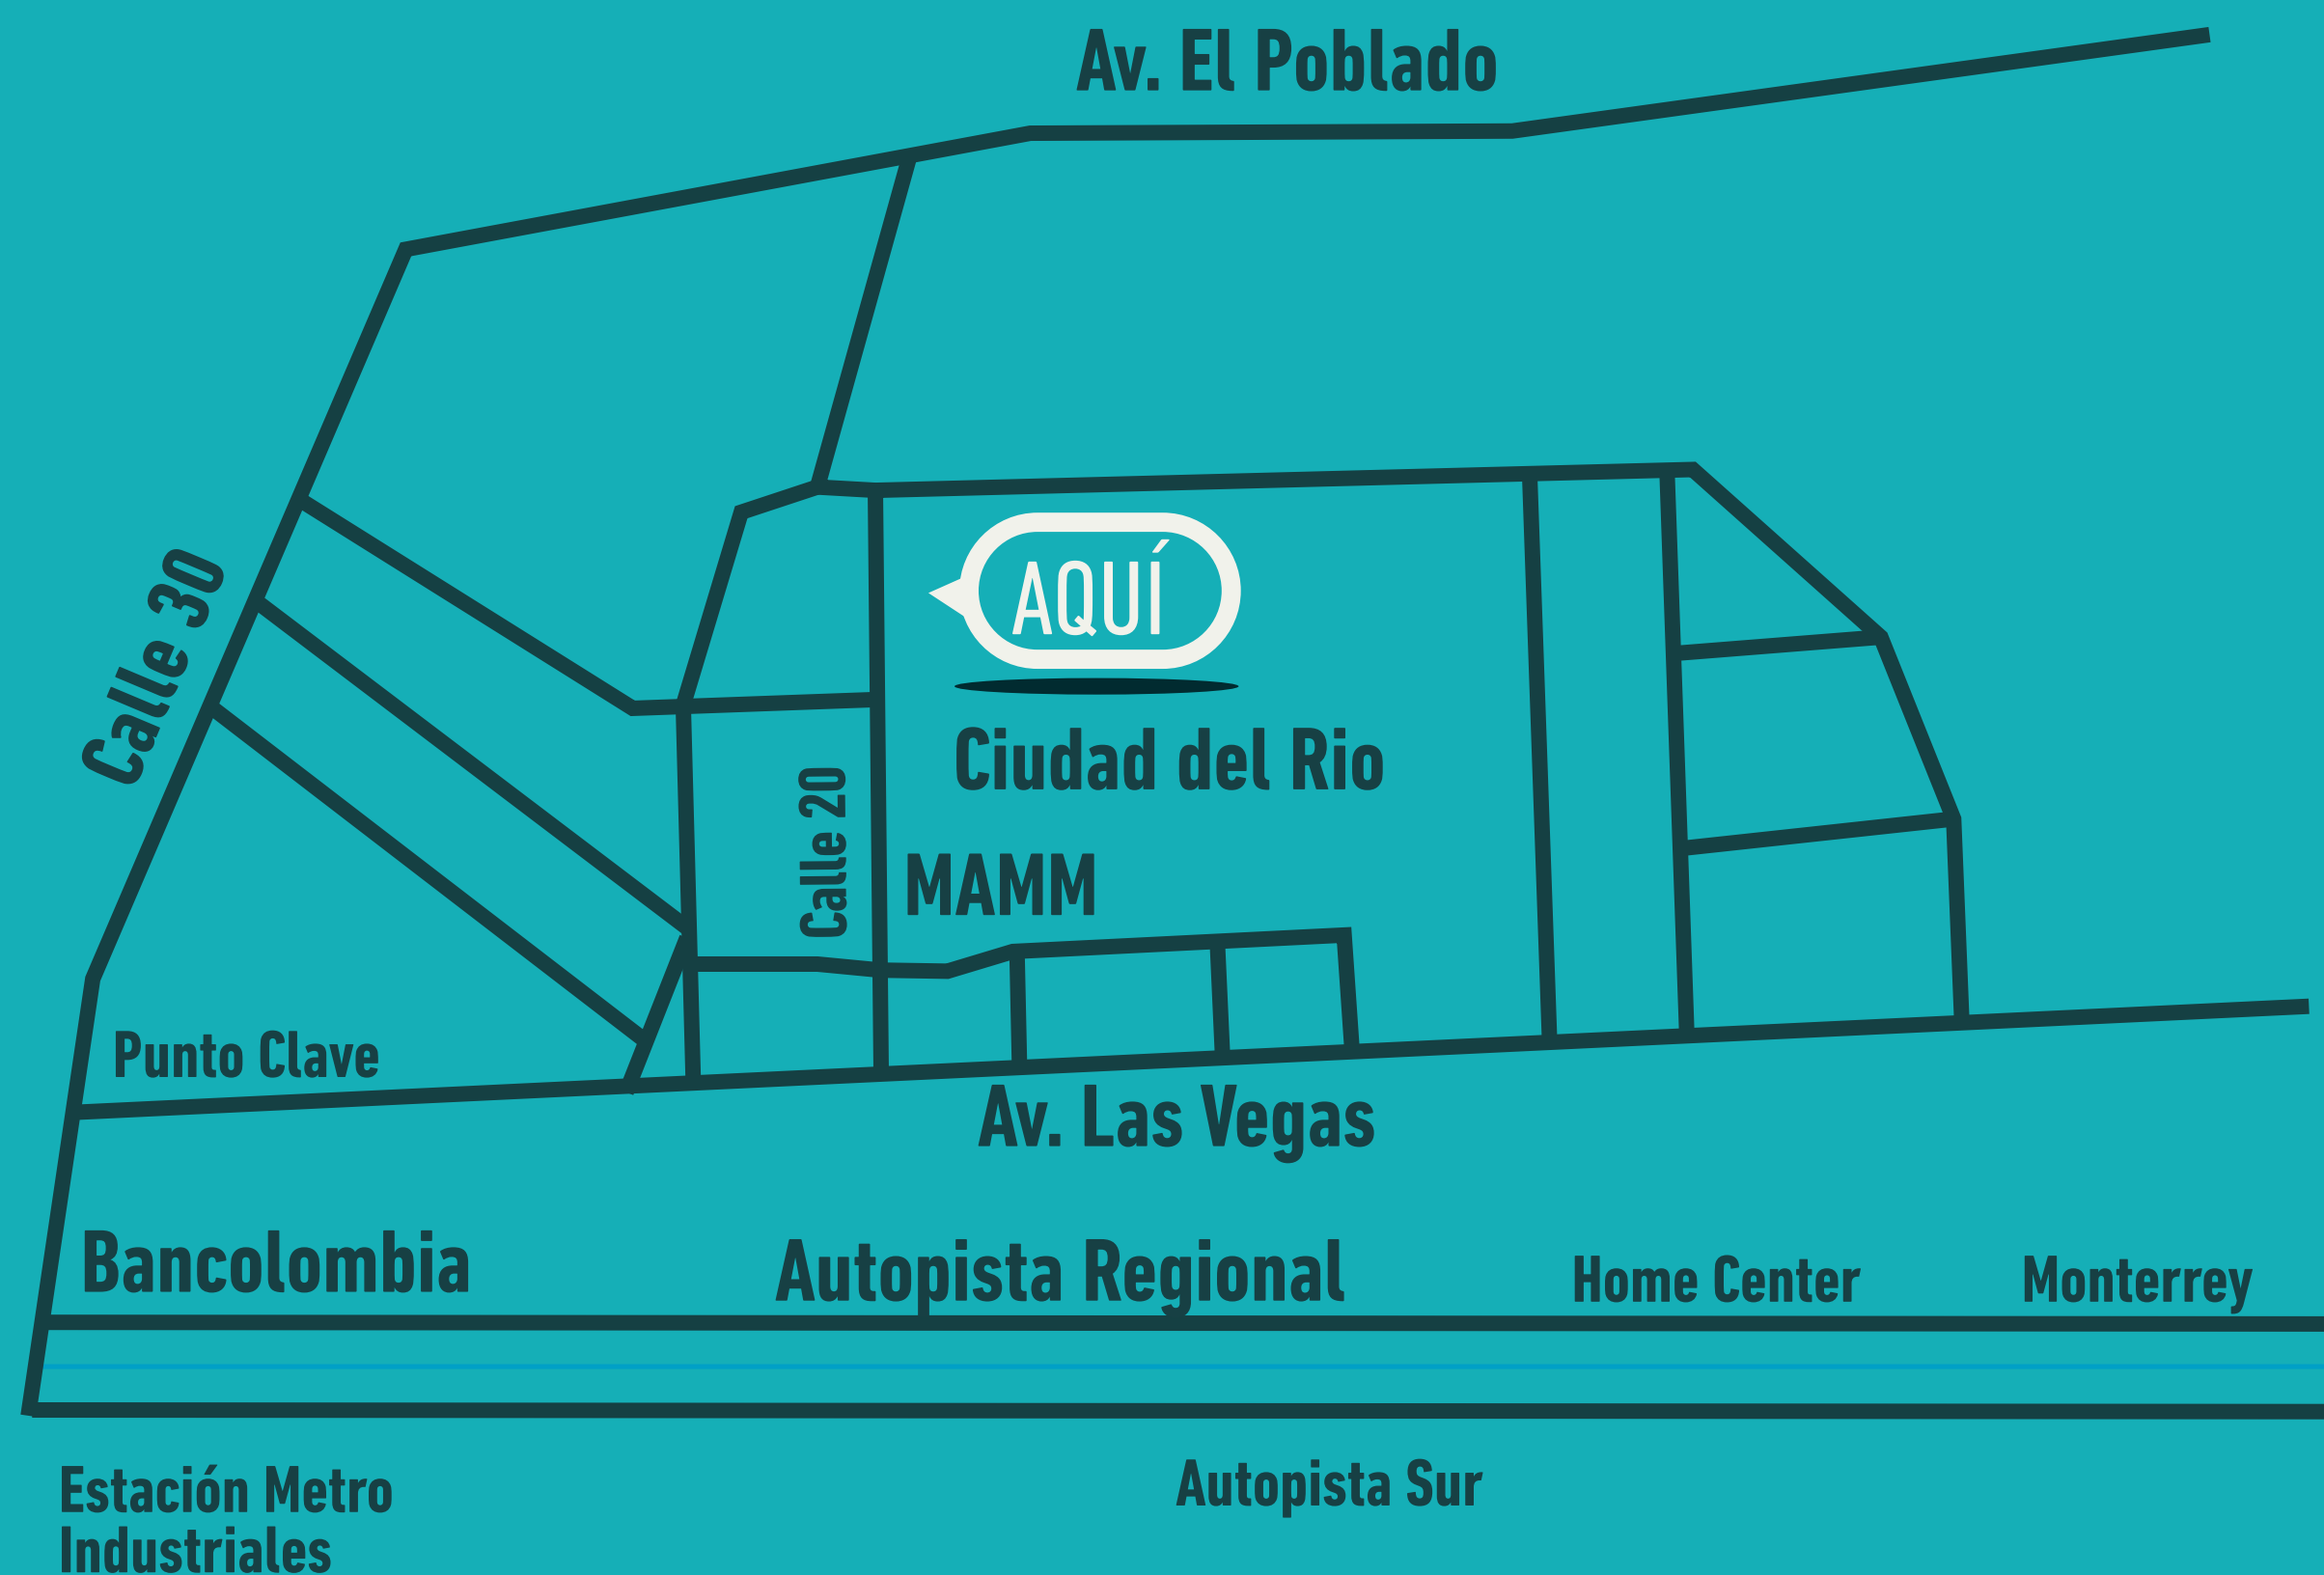 Av. El Poblado
Calle 30
AQUÍ
Ciudad del Rio
Calle 20
MAMM
Punto Clave
Av. Las Vegas
Bancolombia
Autopista Regional
Home Center
Monterrey
Estación Metro
Industriales
Autopista Sur